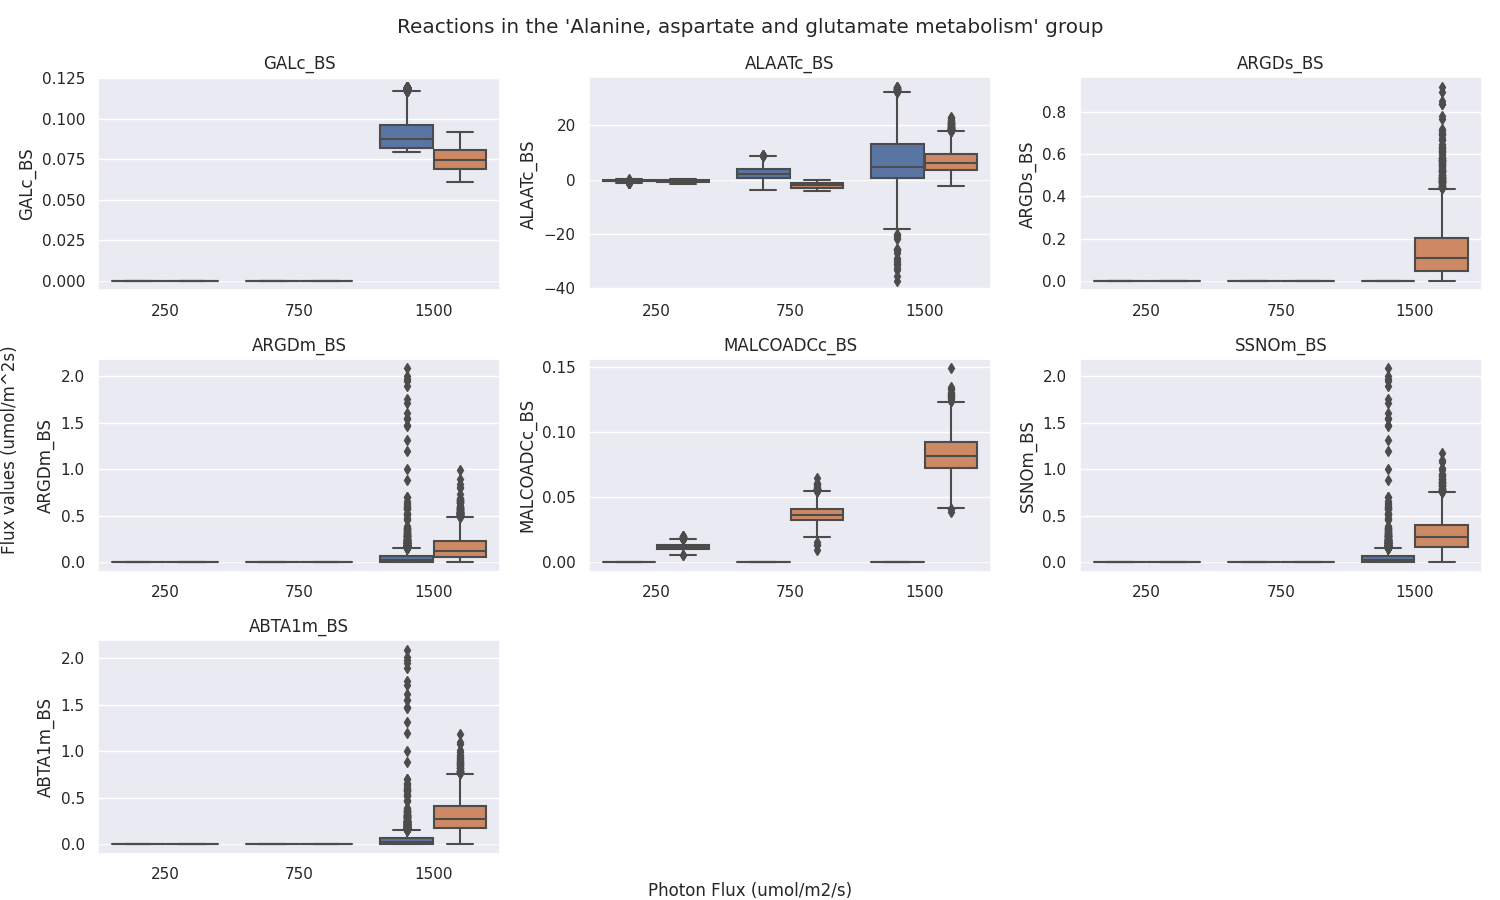 Reactions in the 'Alanine, aspartate and glutamate metabolism' group
GALc_BS
GALc_BS
0.125
0.100
0.075
0.050
0.025
0.000
250 750 1500
ALAATc_BS
ALAATc_BS
20
0
−20
−40
250 750 1500
ARGDs_BS
ARGDs_BS
0.8
0.6
0.4
0.2
0.0
250 750 1500
Flux values (umol/m^2s)
ARGDm_BS
ARGDm_BS
2.0
1.5
1.0
0.5
0.0
250 750 1500
MALCOADCc_BS
MALCOADCc_BS
0.15
0.10
0.05
0.00
250 750 1500
SSNOm_BS
SSNOm_BS
2.0
1.5
1.0
0.5
0.0
250 750 1500
ABTA1m_BS
ABTA1m_BS
2.0
1.5
1.0
0.5
0.0
250 750 1500
Photon Flux (umol/m2/s)